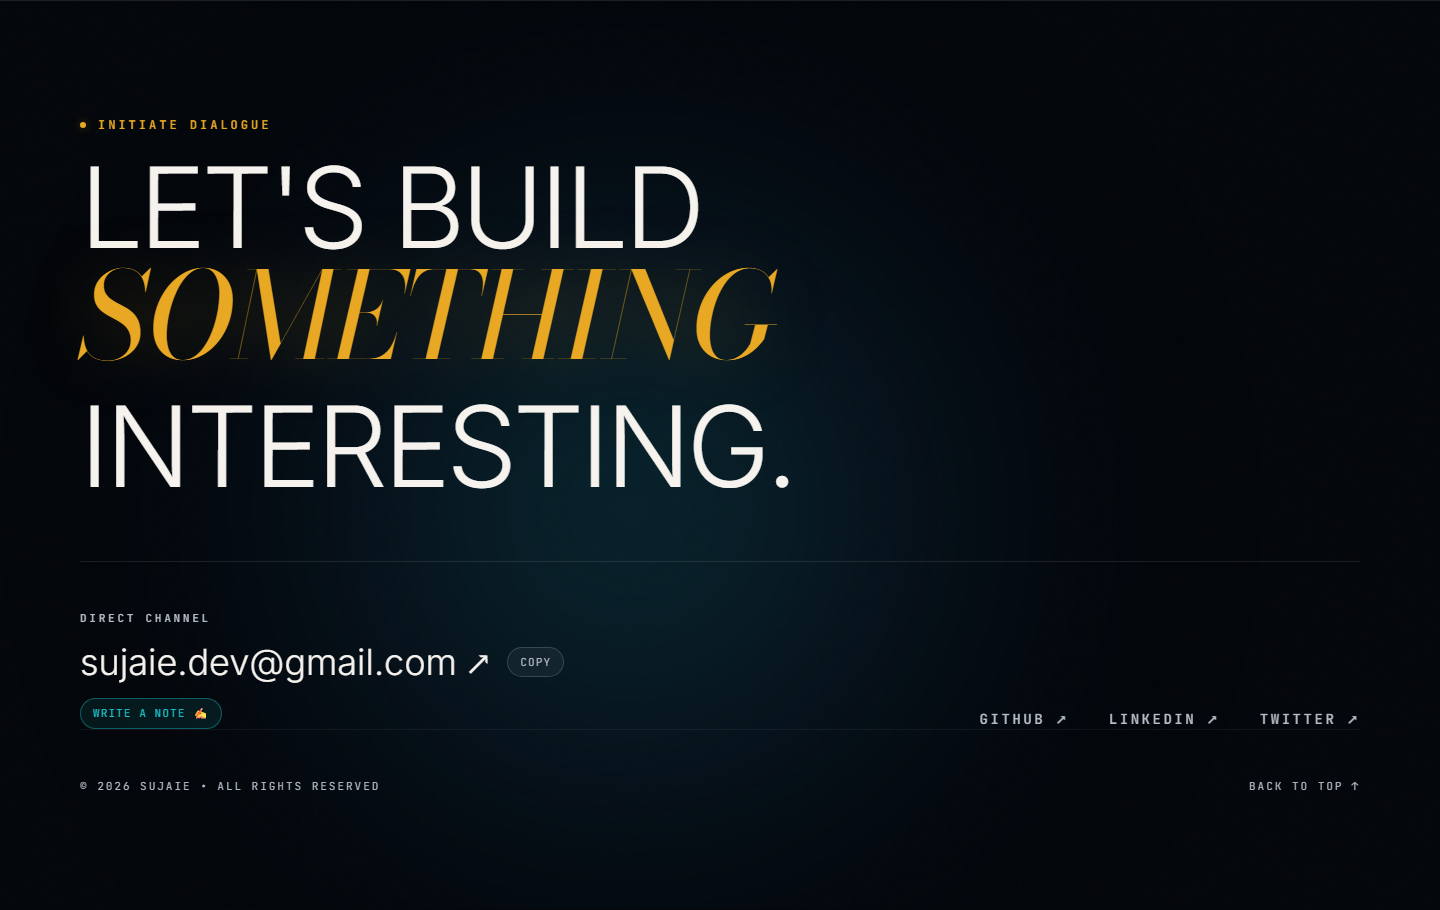 • INITIATE DIALOGUE
LET'S BUILD
SOMETHING
INTERESTING.
DIRECT CHANNEL
sujaie.dev@gmail.com ↗ COPY
WRITE A NOTE ✍️
GITHUB ↗ LINKEDIN ↗ TWITTER ↗
© 2026 SUJAIE • ALL RIGHTS RESERVED
BACK TO TOP ↑